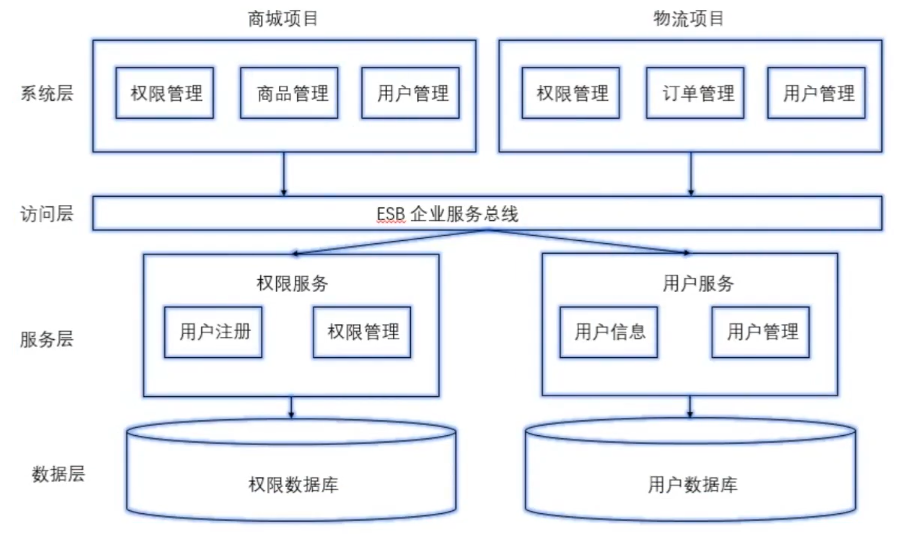 商城项目
物流项目
系统层
权限管理
商品管理
用户管理
权限管理
订单管理
用户管理
访问层
ESB 企业服务总线
服务层
权限服务
用户注册
权限管理
用户服务
用户信息
用户管理
数据层
权限数据库
用户数据库